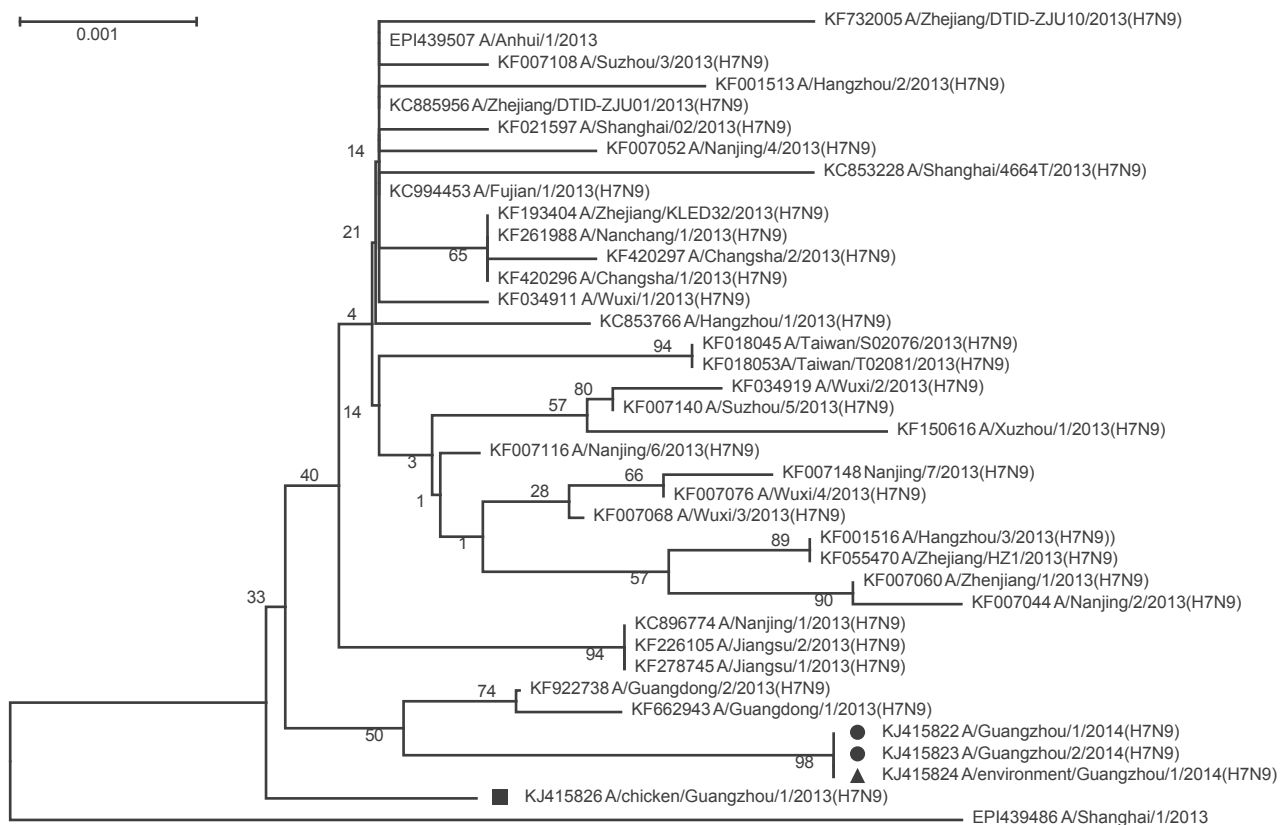 KF732005 A/Zhejiang/DTID-ZJU10/2013(H7N9)
0.001
EPI439507 A/Anhui/1/2013
KF007108 A/Suzhou/3/2013(H7N9)
KF001513 A/Hangzhou/2/2013(H7N9)
KC885956 A/Zhejiang/DTID-ZJU01/2013(H7N9)
KF021597 A/Shanghai/02/2013(H7N9)
14
KF007052 A/Nanjing/4/2013(H7N9)
KC853228 A/Shanghai/4664T/2013(H7N9)
KC994453 A/Fujian/1/2013(H7N9)
KF193404 A/Zhejiang/KLED32/2013(H7N9)
21
KF261988 A/Nanchang/1/2013(H7N9)
65
KF420297 A/Changsha/2/2013(H7N9)
KF420296 A/Changsha/1/2013(H7N9)
KF034911 A/Wuxi/1/2013(H7N9)
4
KC853766 A/Hangzhou/1/2013(H7N9)
94
KF018045 A/Taiwan/S02076/2013(H7N9)
KF018053A/Taiwan/T02081/2013(H7N9)
80
KF034919 A/Wuxi/2/2013(H7N9)
14
57
KF007140 A/Suzhou/5/2013(H7N9)
KF150616 A/Xuzhou/1/2013(H7N9)
3
KF007116 A/Nanjing/6/2013(H7N9)
40
66
KF007148 Nanjing/7/2013(H7N9)
1
28
KF007076 A/Wuxi/4/2013(H7N9)
KF007068 A/Wuxi/3/2013(H7N9)
1
89
KF001516 A/Hangzhou/3/2013(H7N9))
KF055470 A/Zhejiang/HZ1/2013(H7N9)
57
KF007060 A/Zhenjiang/1/2013(H7N9)
33
90
KF007044 A/Nanjing/2/2013(H7N9)
KC896774 A/Nanjing/1/2013(H7N9)
KF226105 A/Jiangsu/2/2013(H7N9)
94
KF278745 A/Jiangsu/1/2013(H7N9)
74
KF922738 A/Guangdong/2/2013(H7N9)
KF662943 A/Guangdong/1/2013(H7N9)
50
KJ415822 A/Guangzhou/1/2014(H7N9)
KJ415823 A/Guangzhou/2/2014(H7N9)
98
KJ415824 A/environment/Guangzhou/1/2014(H7N9)
KJ415826 A/chicken/Guangzhou/1/2013(H7N9)
EPI439486 A/Shanghai/1/2013